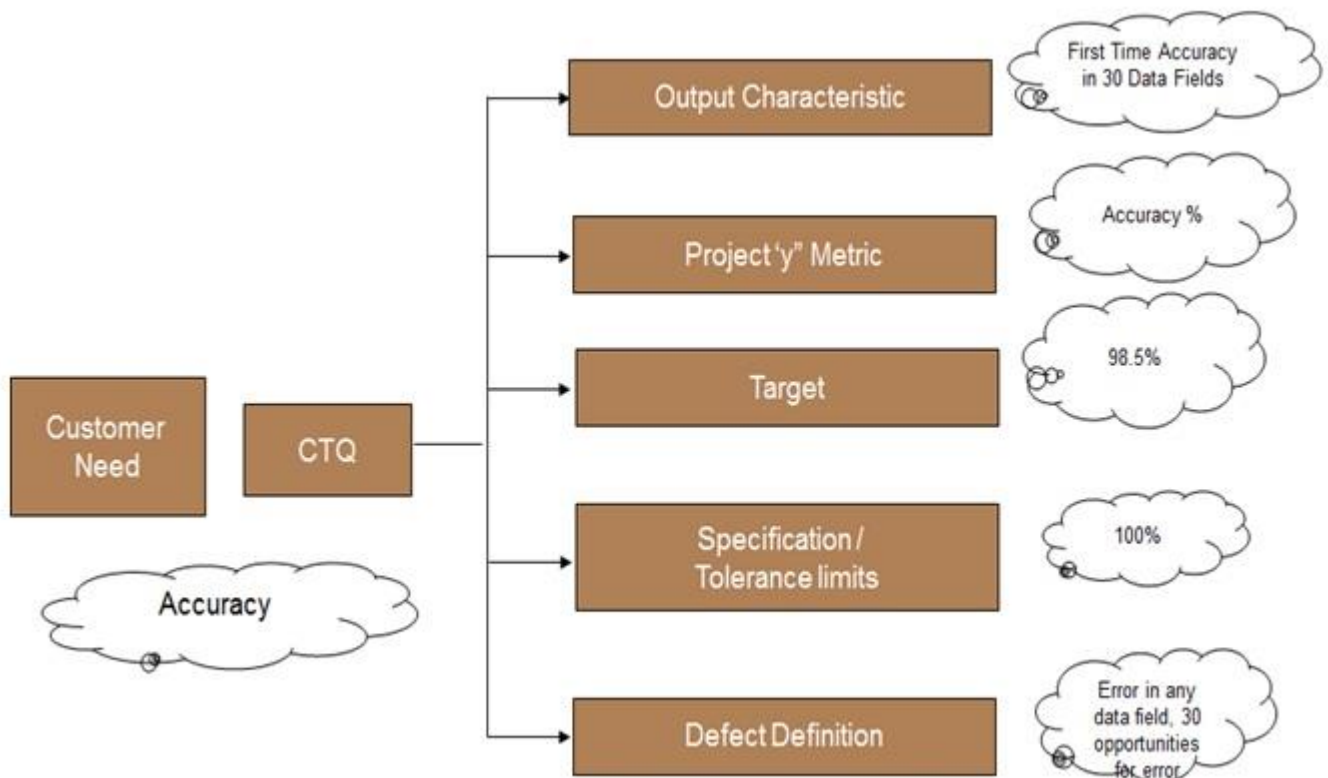 First Time Accuracy
in 30 Data Fields
Output Characteristic
Accuracy %
Project ‘y” Metric
98.5%
Target
Customer
Need
CTQ
Specification /
Tolerance limits
100%
Accuracy
Error in any
data field, 30
opportunities
for error
Defect Definition